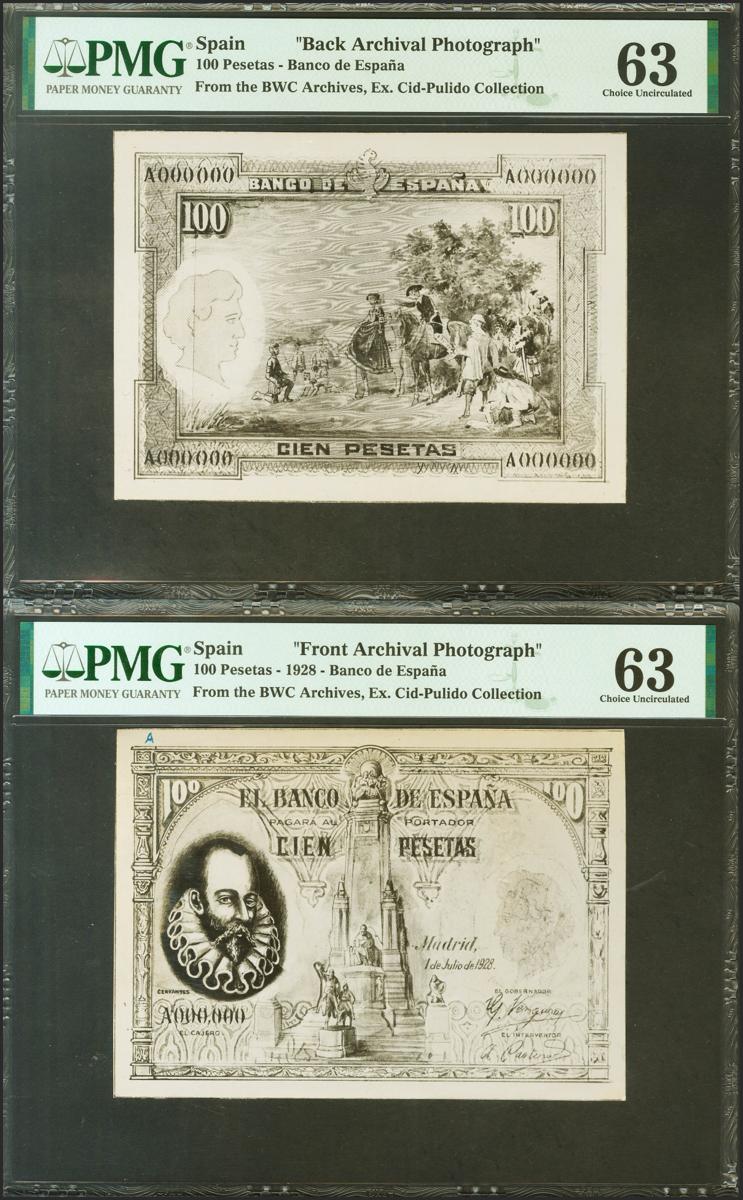 PMG® Spain "Back Archival Photograph" 63
PAPER MONEY GUARANTY 100 Pesetas - Banco de España Choice Uncirculated
From the BWC Archives, Ex. Cid-Pulido Collection
A000000 A000000
BANCO DE ESPAÑA
100 100
CIEN PESETAS
A000000 A000000
PMG® Spain "Front Archival Photograph" 63
PAPER MONEY GUARANTY 100 Pesetas - 1928 - Banco de España Choice Uncirculated
From the BWC Archives, Ex. Cid-Pulido Collection
A
100 100
EL BANCO DE ESPAÑA
PAGARÁ AL PORTADOR
CIEN PESETAS
Madrid,
1 de Julio de 1928.
CERVANTES
EL GOBERNADOR
A000.000
EL CAJERO
EL INTERVENTOR